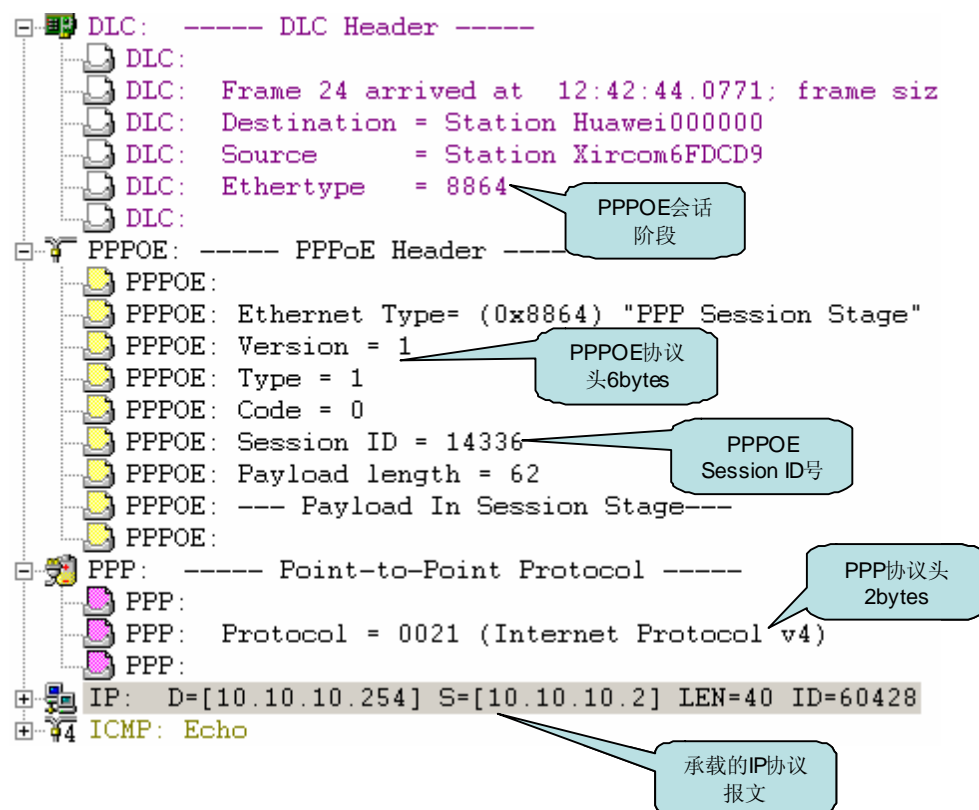 DLC: ----- DLC Header -----
DLC:
DLC: Frame 24 arrived at 12:42:44.0771; frame siz
DLC: Destination = Station Huawei000000
DLC: Source = Station Xircom6FDCD9
DLC: Ethertype = 8864
PPPOE会话
阶段
DLC:
PPPOE: ----- PPPoE Header ----
PPPOE:
PPPOE: Ethernet Type= (0x8864) "PPP Session Stage"
PPPOE: Version = 1
PPPOE协议
头6bytes
PPPOE: Type = 1
PPPOE: Code = 0
PPPOE: Session ID = 14336
PPPOE
Session ID号
PPPOE: Payload length = 62
PPPOE: --- Payload In Session Stage---
PPPOE:
PPP: ----- Point-to-Point Protocol -----
PPP协议头
2bytes
PPP:
PPP: Protocol = 0021 (Internet Protocol v4)
PPP:
IP: D=[10.10.10.254] S=[10.10.10.2] LEN=40 ID=60428
ICMP: Echo
承载的IP协议
报文